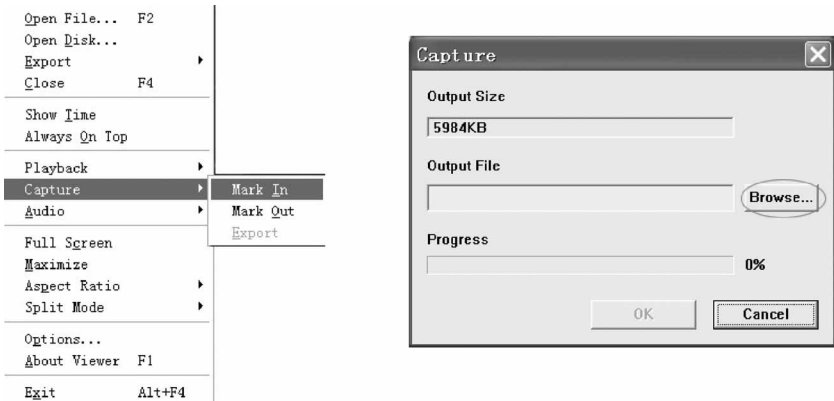 Open File... F2
Open Disk...
Export
Close F4
Show Time
Always On Top
Playback
Capture
Audio
Full Screen
Maximize
Aspect Ratio
Split Mode
Options...
About Viewer F1
Exit Alt+F4
Mark In
Mark Out
Export
Capture
Output Size
5984KB
Output File
Browse...
Progress
0%
OK
Cancel